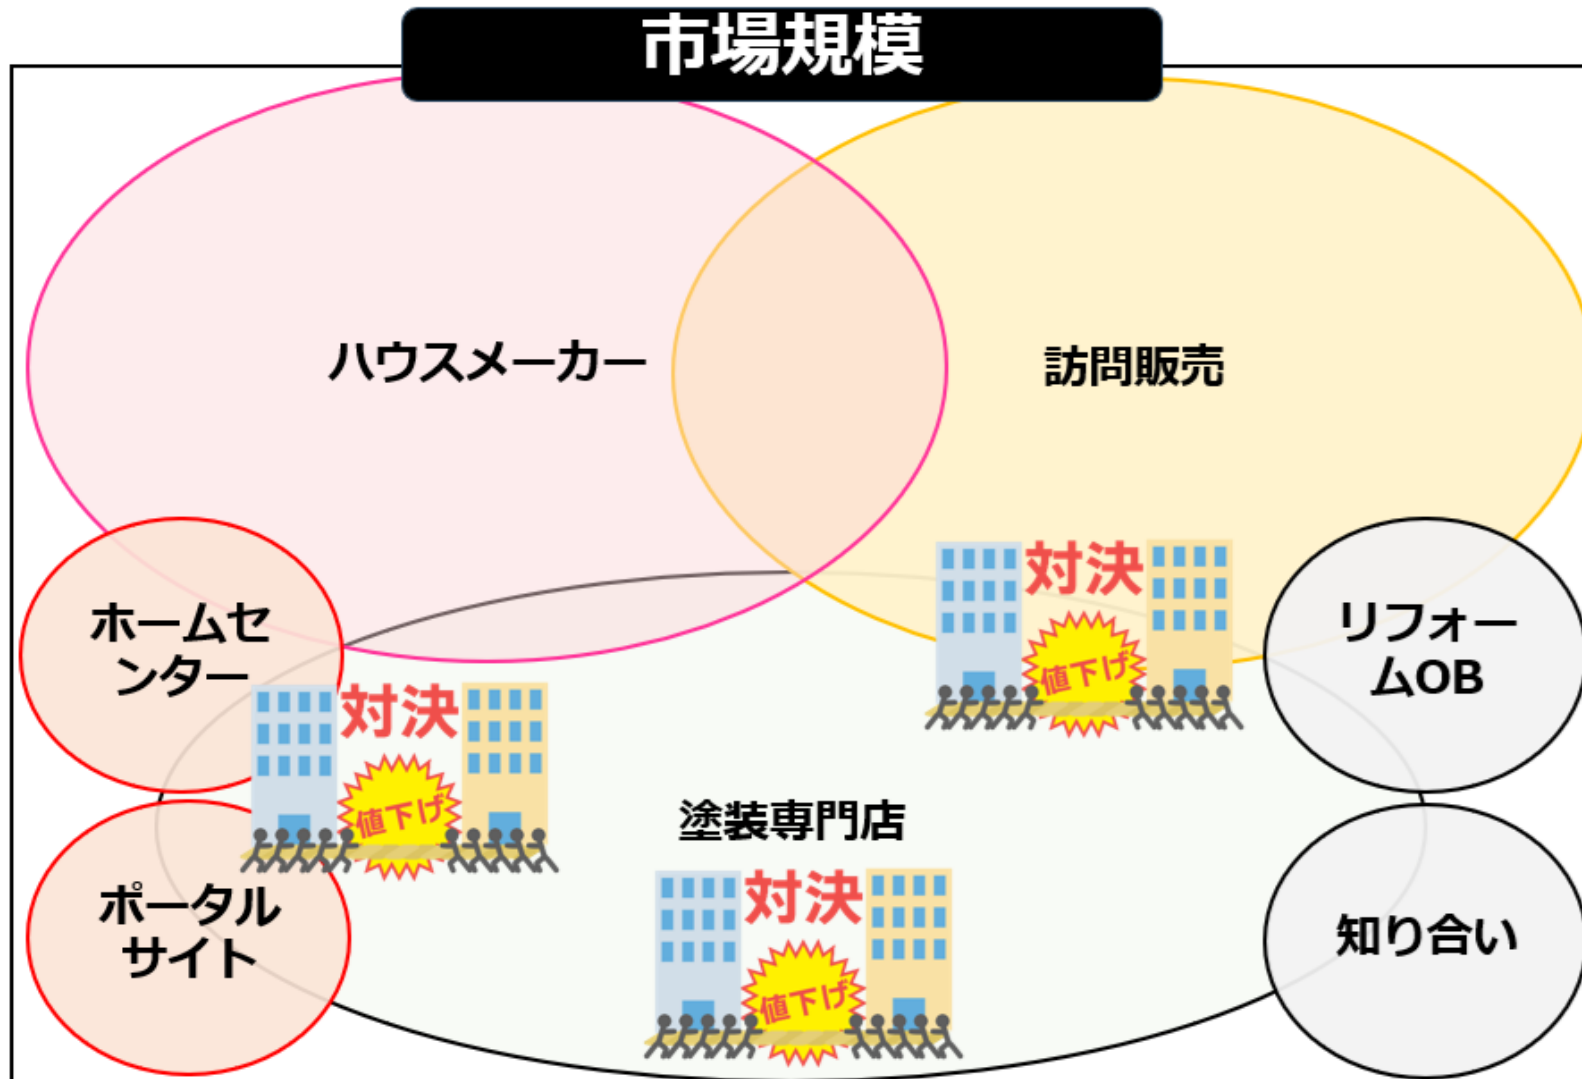 市場規模
ハウスメーカー
訪問販売
対決
値下げ
ホームセ
ンター
リフォー
ムOB
対決
値下げ
塗装専門店
ポータル
サイト
対決
値下げ
知り合い